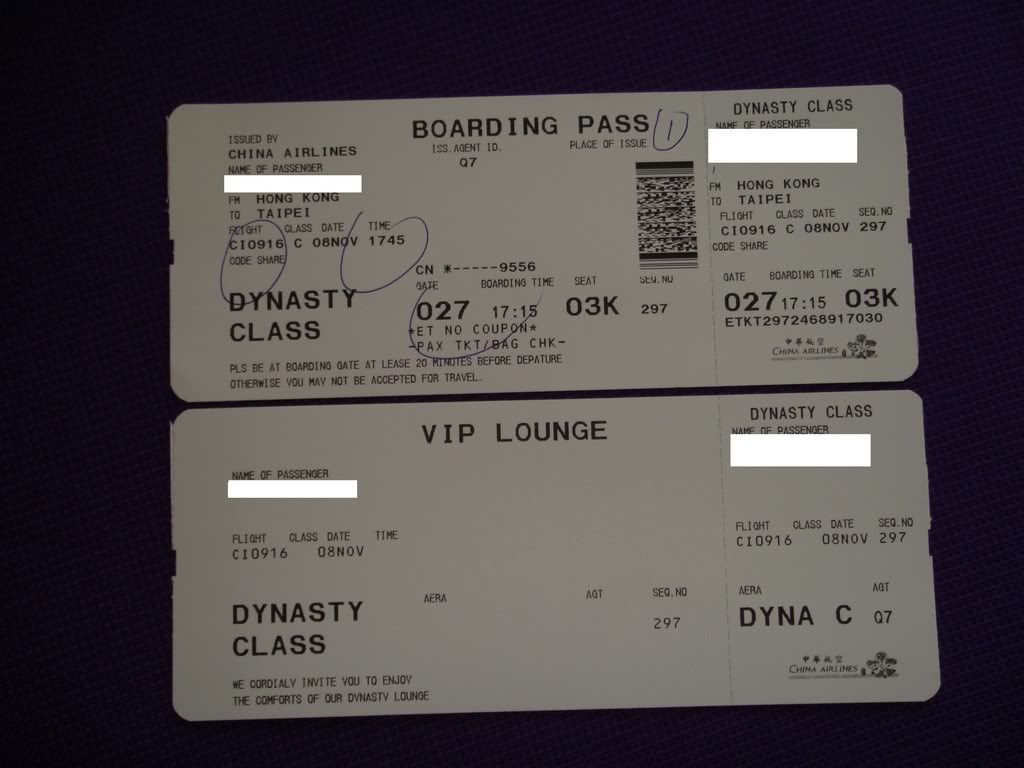 BOARDING PASS 1
ISSUED BY
CHINA AIRLINES
ISS.AGENT ID.
Q7
PLACE OF ISSUE
NAME OF PASSENGER
FM HONG KONG
TO TAIPEI
FLIGHT CLASS DATE TIME
CI0916 C 08NOV 1745
CODE SHARE
DYNASTY
CLASS
CN *-----9556
GATE BOARDING TIME SEAT SEQ.NO
027 17:15 03K 297
*ET NO COUPON*
-PAX TKT/BAG CHK-
PLS BE AT BOARDING GATE AT LEASE 20 MINUTES BEFORE DEPATURE
OTHERWISE YOU MAY NOT BE ACCEPTED FOR TRAVEL.
DYNASTY CLASS
NAME OF PASSENGER
FM HONG KONG
TO TAIPEI
FLIGHT CLASS DATE SEQ.NO
CI0916 C 08NOV 297
CODE SHARE
GATE BOARDING TIME SEAT
027 17:15 03K
ETKT2972468917030
中華航空
CHINA AIRLINES
VIP LOUNGE
NAME OF PASSENGER
FLIGHT CLASS DATE TIME
CI0916 08NOV
DYNASTY
CLASS
AERA AGT SEQ.NO
297
WE CORDIALY INVITE YOU TO ENJOY
THE COMFORTS OF OUR DYNASTY LOUNGE
DYNASTY CLASS
NAME OF PASSENGER
FLIGHT CLASS DATE SEQ.NO
CI0916 08NOV 297
AERA AGT
DYNA C Q7
中華航空
CHINA AIRLINES